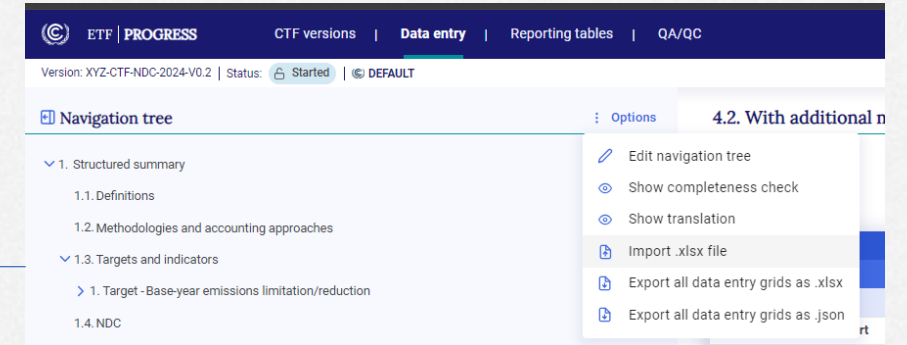 ETF | PROGRESS CTF versions | Data entry | Reporting tables | QA/QC
Version: XYZ-CTF-NDC-2024-V0.2 | Status: Started | DEFAULT
Navigation tree
Options
4.2. With additional
1. Structured summary
1.1. Definitions
1.2. Methodologies and accounting approaches
1.3. Targets and indicators
1. Target - Base-year emissions limitation/reduction
1.4. NDC
Edit navigation tree
Show completeness check
Show translation
Import .xlsx file
Export all data entry grids as .xlsx
Export all data entry grids as .json